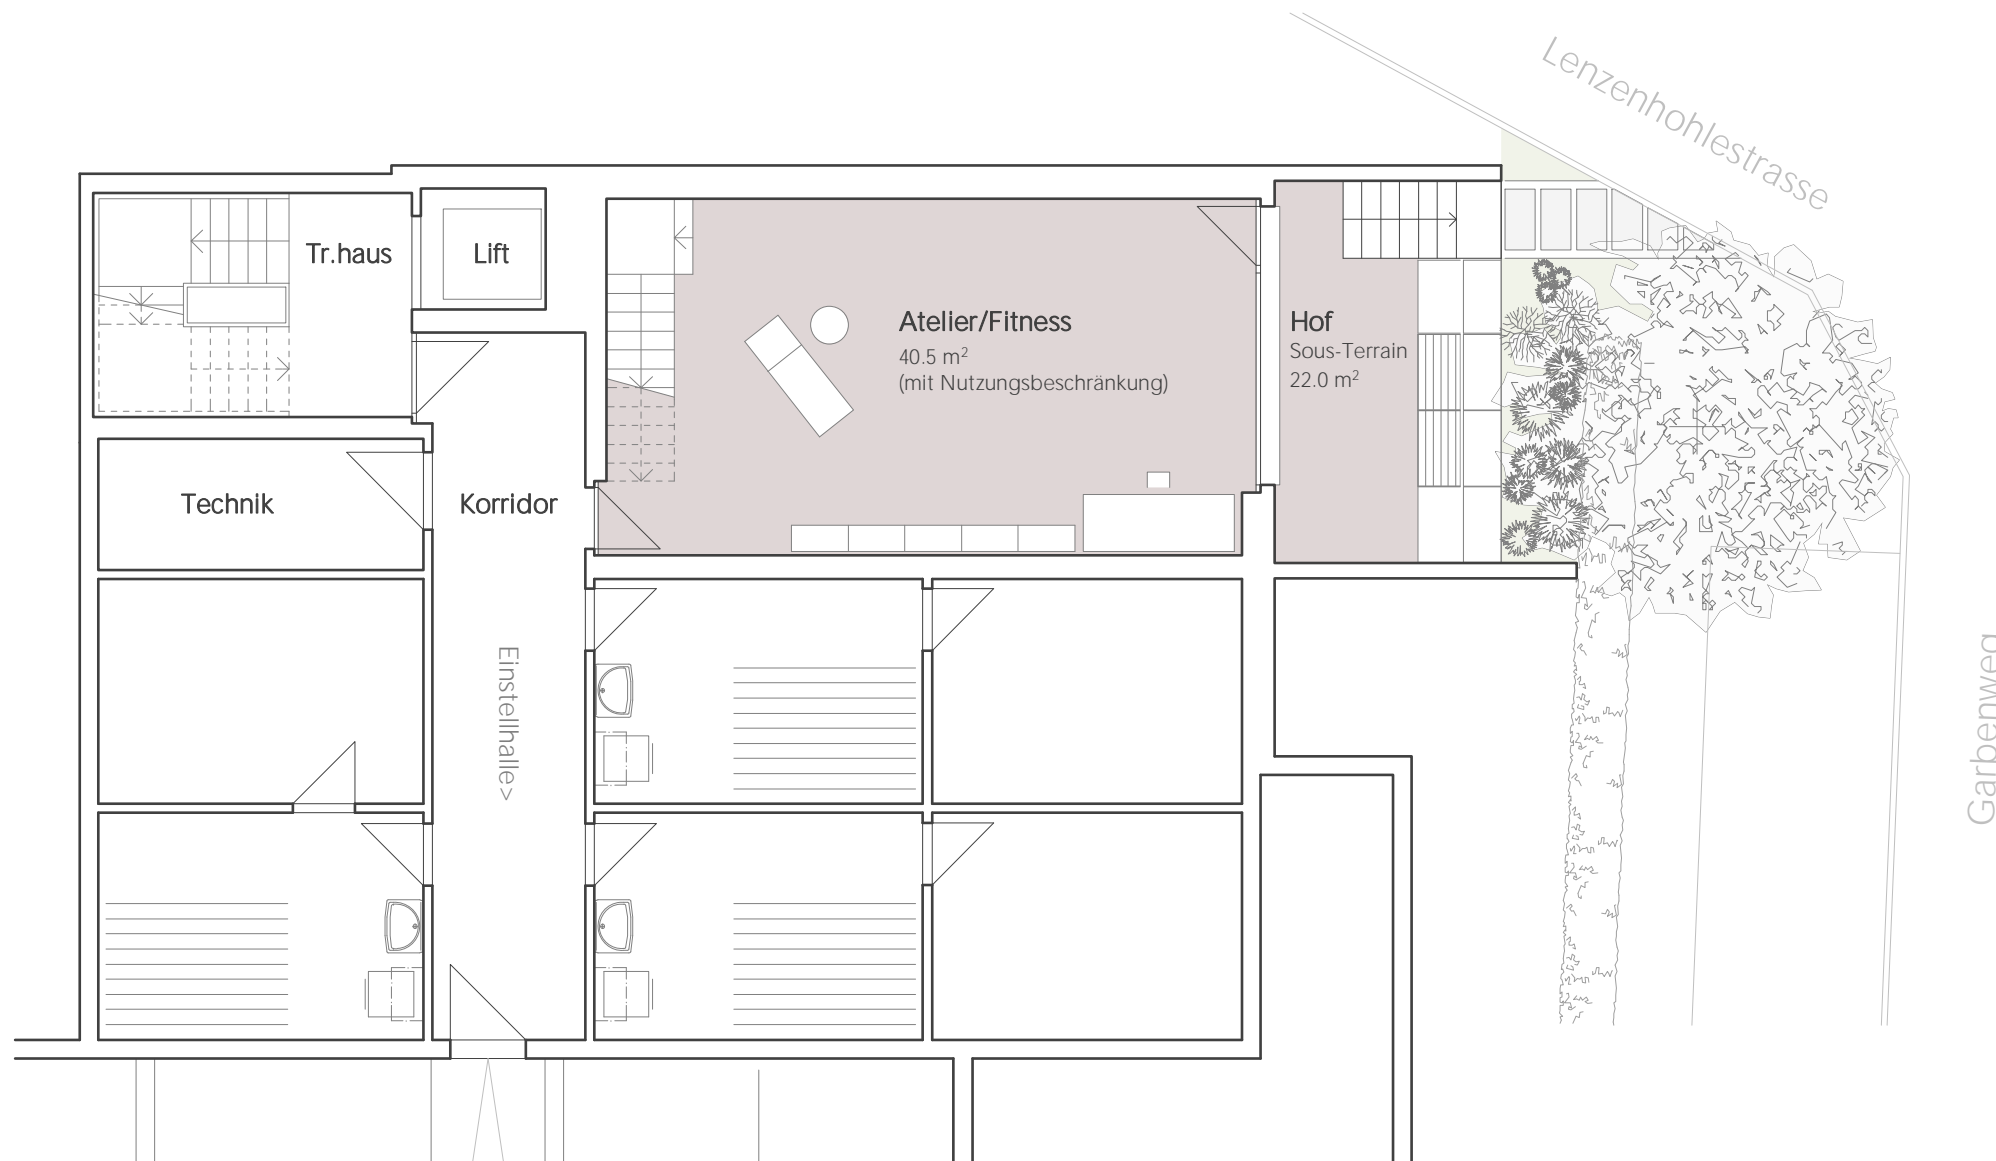 Lenzenhohlestrasse
Tr.haus
Lift
Atelier/Fitness
40.5 m²
(mit Nutzungsbeschränkung)
Hof
Sous-Terrain
22.0 m²
Technik
Korridor
Einstellhalle>
Garbenweg